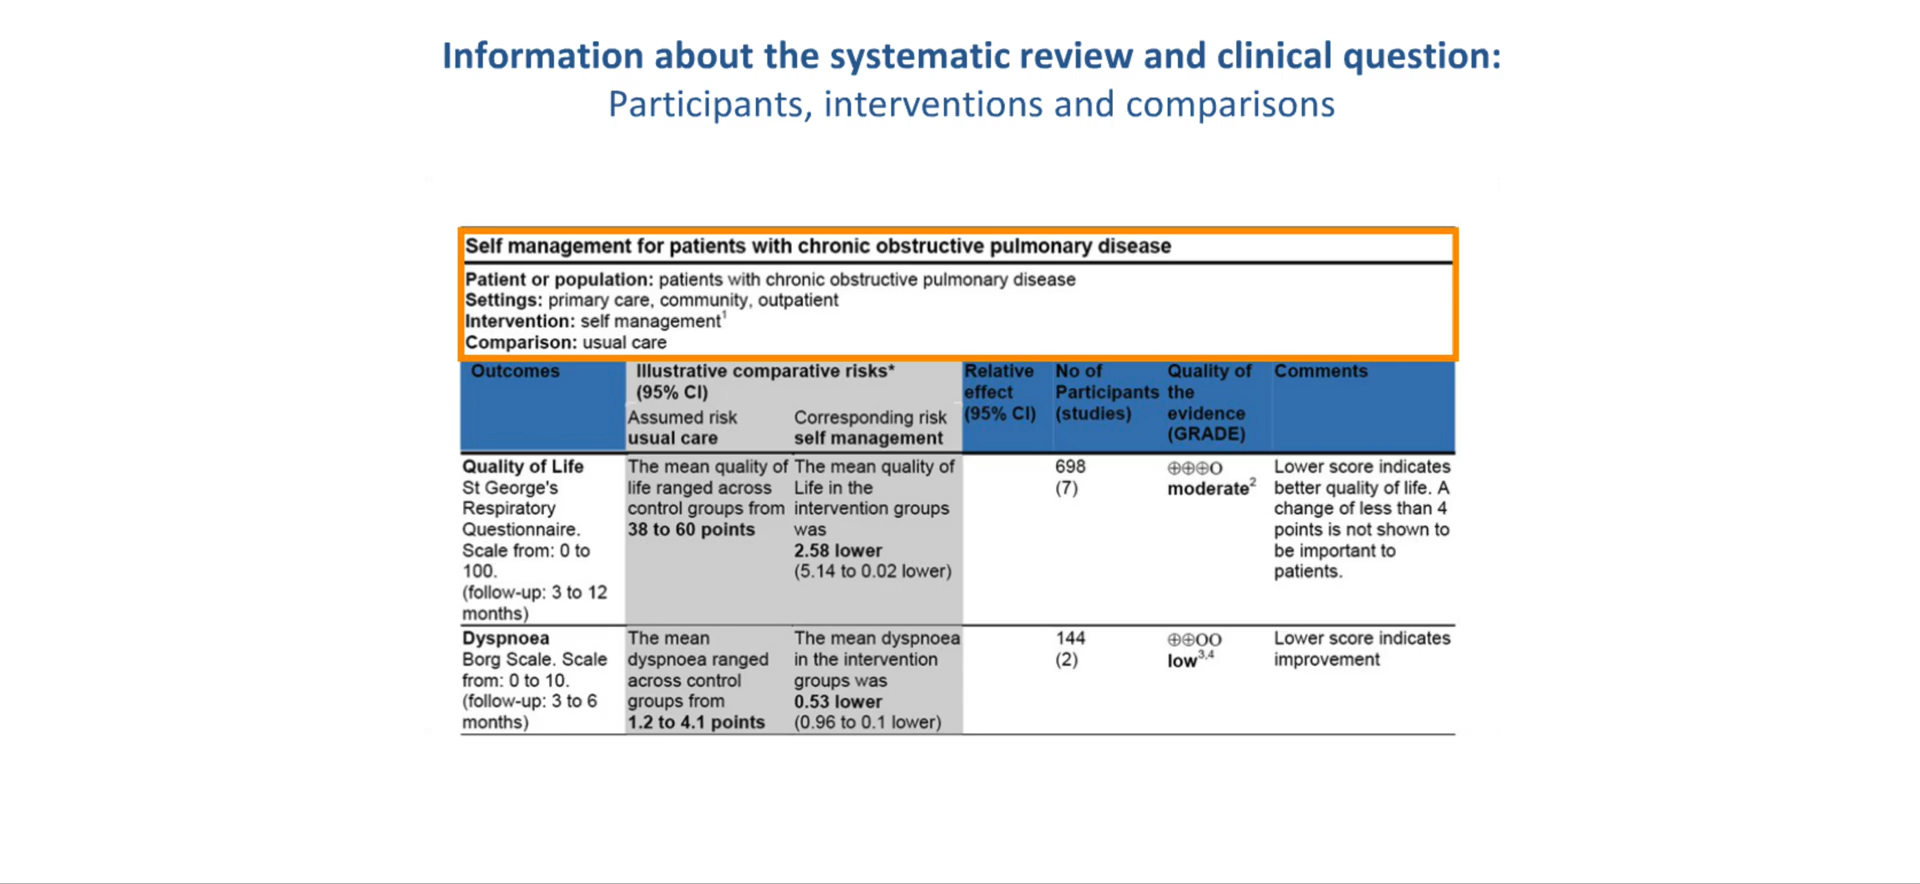 Information about the systematic review and clinical question:
Participants, interventions and comparisons
Self management for patients with chronic obstructive pulmonary disease
Patient or population: patients with chronic obstructive pulmonary disease
Settings: primary care, community, outpatient
Intervention: self management¹
Comparison: usual care
Outcomes
Illustrative comparative risks*
(95% CI)
Assumed risk
usual care
Corresponding risk
self management
Relative
effect
(95% CI)
No of
Participants
(studies)
Quality of
the
evidence
(GRADE)
Comments
Quality of Life
St George's
Respiratory
Questionnaire.
Scale from: 0 to
100.
(follow-up: 3 to 12
months)
The mean quality of
life ranged across
control groups from
38 to 60 points
The mean quality of
Life in the
intervention groups
was
2.58 lower
(5.14 to 0.02 lower)
698
(7)
⊕⊕⊕O
moderate²
Lower score indicates
better quality of life. A
change of less than 4
points is not shown to
be important to
patients.
Dyspnoea
Borg Scale. Scale
from: 0 to 10.
(follow-up: 3 to 6
months)
The mean
dyspnoea ranged
across control
groups from
1.2 to 4.1 points
The mean dyspnoea
in the intervention
groups was
0.53 lower
(0.96 to 0.1 lower)
144
(2)
⊕⊕OO
low³,⁴
Lower score indicates
improvement